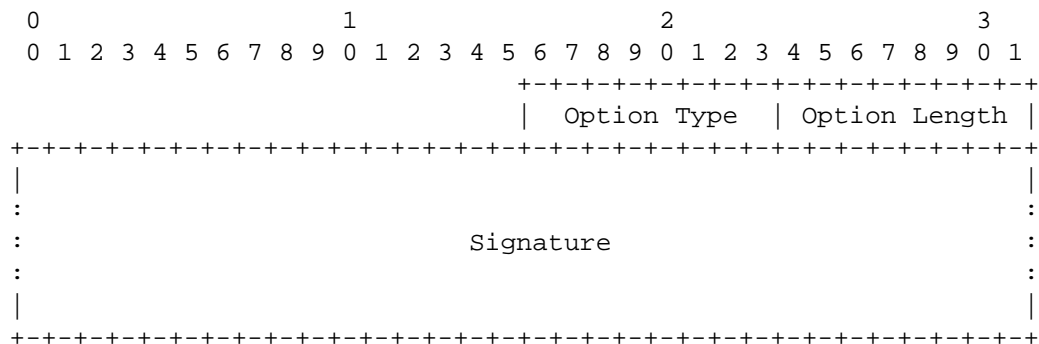 0                   1                   2                   3
 0 1 2 3 4 5 6 7 8 9 0 1 2 3 4 5 6 7 8 9 0 1 2 3 4 5 6 7 8 9 0 1
                                +-+-+-+-+-+-+-+-+-+-+-+-+-+-+-+-+
                                |  Option Type  | Option Length |
+-+-+-+-+-+-+-+-+-+-+-+-+-+-+-+-+-+-+-+-+-+-+-+-+-+-+-+-+-+-+-+-+
|                                                               |
:                                                               :
:                            Signature                          :
:                                                               :
|                                                               |
+-+-+-+-+-+-+-+-+-+-+-+-+-+-+-+-+-+-+-+-+-+-+-+-+-+-+-+-+-+-+-+-+